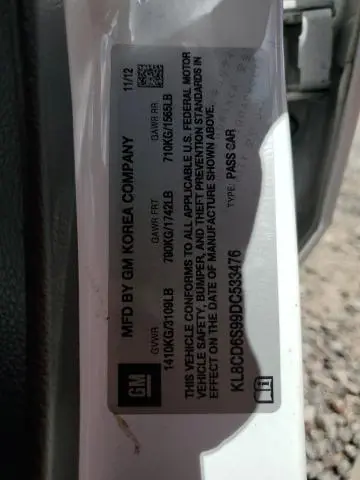 MFD BY GM KOREA COMPANY 11/12
GVWR GAWR FRT GAWR RR
1410KG/3109LB 790KG/1742LB 710KG/1565LB
THIS VEHICLE CONFORMS TO ALL APPLICABLE U.S. FEDERAL MOTOR
VEHICLE SAFETY, BUMPER, AND THEFT PREVENTION STANDARDS IN
EFFECT ON THE DATE OF MANUFACTURE SHOWN ABOVE.
KL8CD6S99DC533476 TYPE: PASS CAR
GM